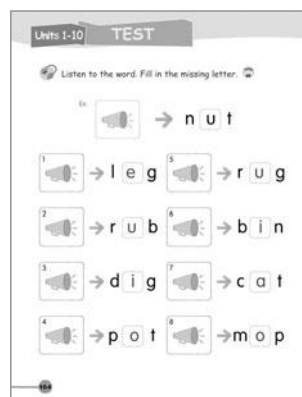 Units 1-10 TEST
Listen to the word. Fill in the missing letter.
Ex.
n u t
1 l e g
5 r u g
2 r u b
6 b i n
3 d i g
7 c a t
4 p o t
8 m o p
104